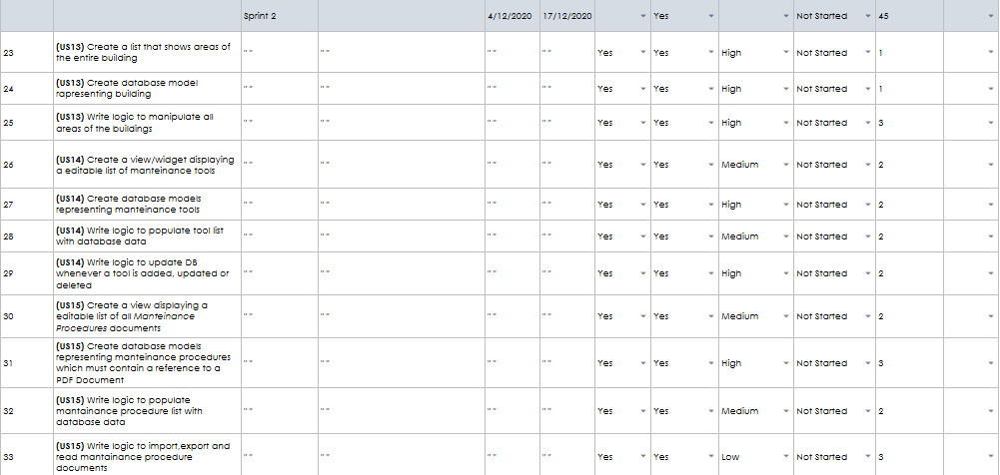 Sprint 2 4/12/2020 17/12/2020 Yes Not Started 45
23 (US13) Create a list that shows areas of the entire building " " " " " " " " Yes Yes High Not Started 1
24 (US13) Create database model rapresenting building " " " " " " " " Yes Yes High Not Started 1
25 (US13) Write logic to manipulate all areas of the buildings " " " " " " " " Yes Yes High Not Started 3
26 (US14) Create a view/widget displaying a editable list of manteinance tools " " " " " " " " Yes Yes Medium Not Started 2
27 (US14) Create database models representing manteinance tools " " " " " " " " Yes Yes High Not Started 2
28 (US14) Write logic to populate tool list with database data " " " " " " " " Yes Yes Medium Not Started 2
29 (US14) Write logic to update DB whenever a tool is added, updated or deleted " " " " " " " " Yes Yes High Not Started 2
30 (US15) Create a view displaying a editable list of all Manteinance Procedures documents " " " " " " " " Yes Yes Medium Not Started 2
31 (US15) Create database models representing manteinance procedures which must contain a reference to a PDF Document " " " " " " " " Yes Yes High Not Started 3
32 (US15) Write logic to populate mantainance procedure list with database data " " " " " " " " Yes Yes Medium Not Started 2
33 (US15) Write logic to import,export and read mantainance procedure documents " " " " " " " " Yes Yes Low Not Started 3